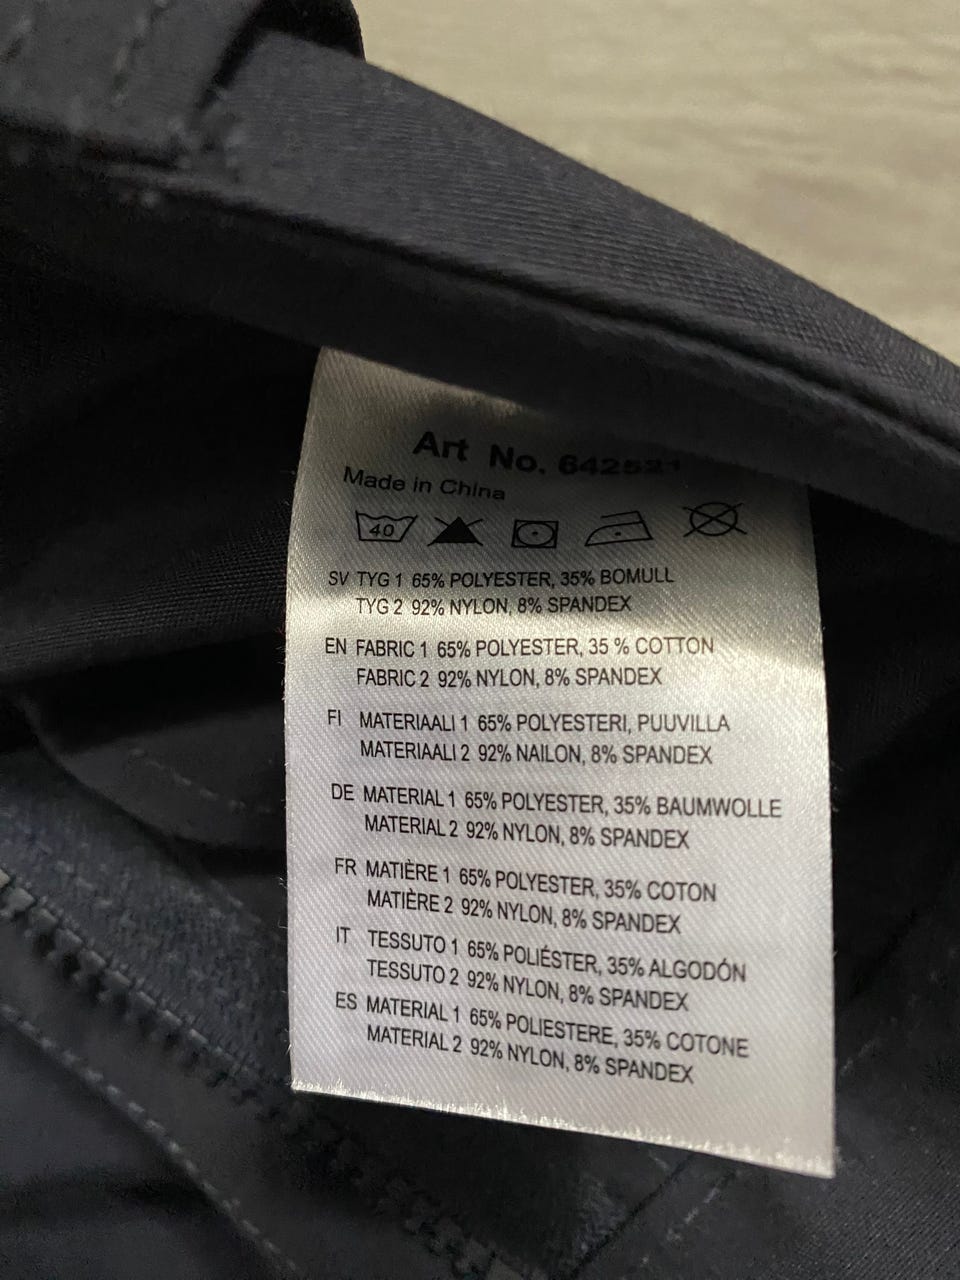 Art No. 642521
Made in China
40
SV TYG 1 65% POLYESTER, 35% BOMULL
TYG 2 92% NYLON, 8% SPANDEX
EN FABRIC 1 65% POLYESTER, 35 % COTTON
FABRIC 2 92% NYLON, 8% SPANDEX
FI MATERIAALI 1 65% POLYESTERI, PUUVILLA
MATERIAALI 2 92% NAILON, 8% SPANDEX
DE MATERIAL 1 65% POLYESTER, 35% BAUMWOLLE
MATERIAL 2 92% NYLON, 8% SPANDEX
FR MATIÈRE 1 65% POLYESTER, 35% COTON
MATIÈRE 2 92% NYLON, 8% SPANDEX
IT TESSUTO 1 65% POLIÉSTER, 35% ALGODÓN
TESSUTO 2 92% NYLON, 8% SPANDEX
ES MATERIAL 1 65% POLIESTERE, 35% COTONE
MATERIAL 2 92% NYLON, 8% SPANDEX